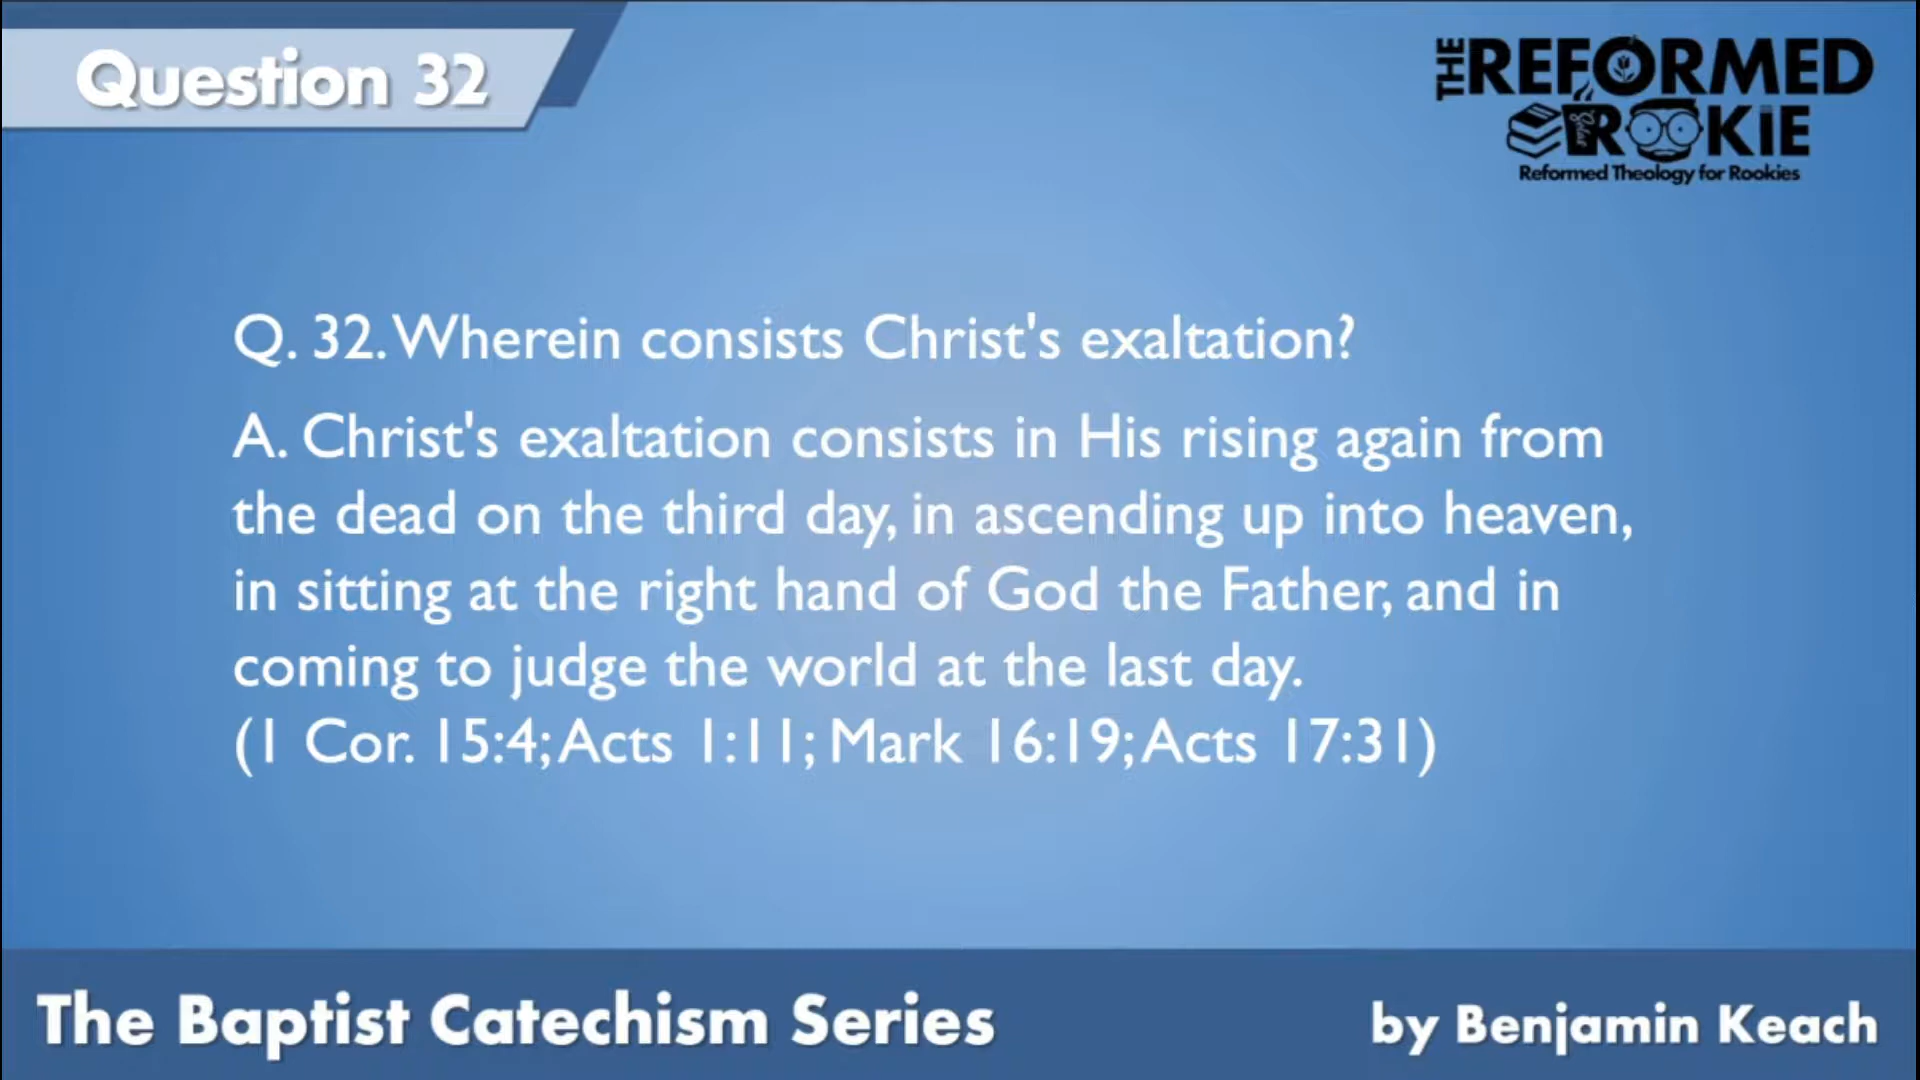 Question 32
THE REFORMED
ROOKIE
Reformed Theology for Rookies
Q. 32. Wherein consists Christ's exaltation?
A. Christ's exaltation consists in His rising again from
the dead on the third day, in ascending up into heaven,
in sitting at the right hand of God the Father, and in
coming to judge the world at the last day.
(1 Cor. 15:4; Acts 1:11; Mark 16:19; Acts 17:31)
The Baptist Catechism Series
by Benjamin Keach